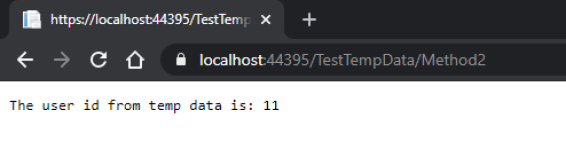 https://localhost:44395/TestTemp
localhost:44395/TestTempData/Method2
The user id from temp data is: 11